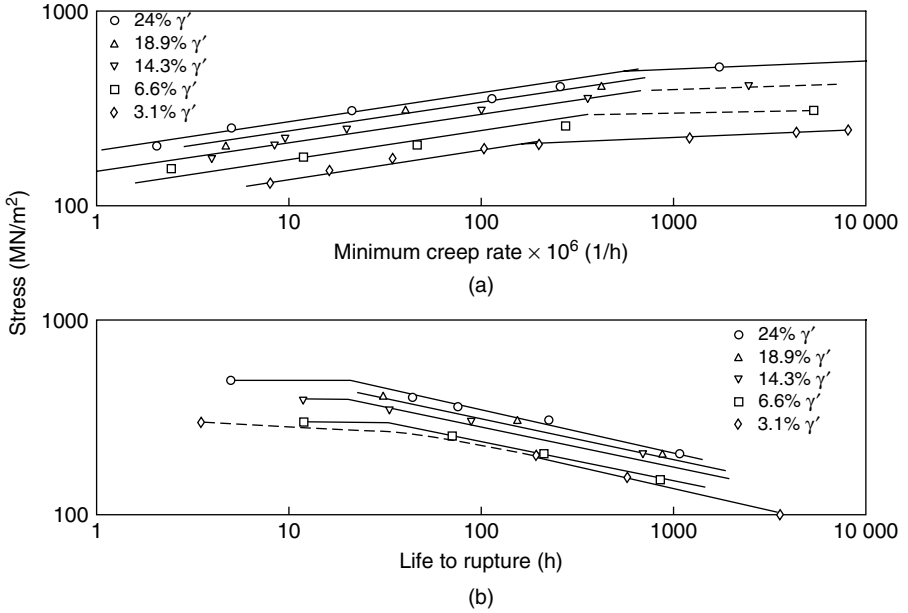 1000
24% γ′
18.9% γ′
14.3% γ′
6.6% γ′
3.1% γ′
100
1
10
100
1000
10 000
Minimum creep rate × 10⁶ (1/h)
(a)
Stress (MN/m²)
1000
24% γ′
18.9% γ′
14.3% γ′
6.6% γ′
3.1% γ′
100
1
10
100
1000
10 000
Life to rupture (h)
(b)